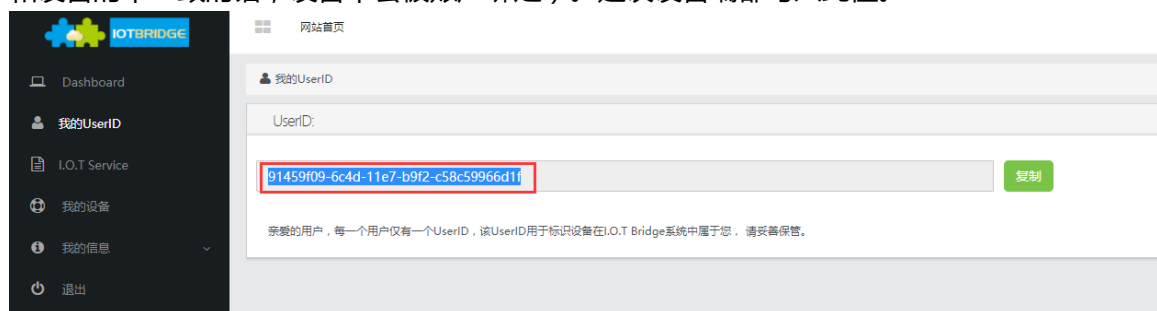 IOTBRIDGE
网站首页
Dashboard
我的UserID
I.O.T Service
我的设备
我的信息
退出
我的UserID
UserID:
91459f09-6c4d-11e7-b9f2-c58c59966d1f
复制
亲爱的用户，每一个用户仅有一个UserID，该UserID用于标识设备在I.O.T Bridge系统中属于您， 请妥善保管。